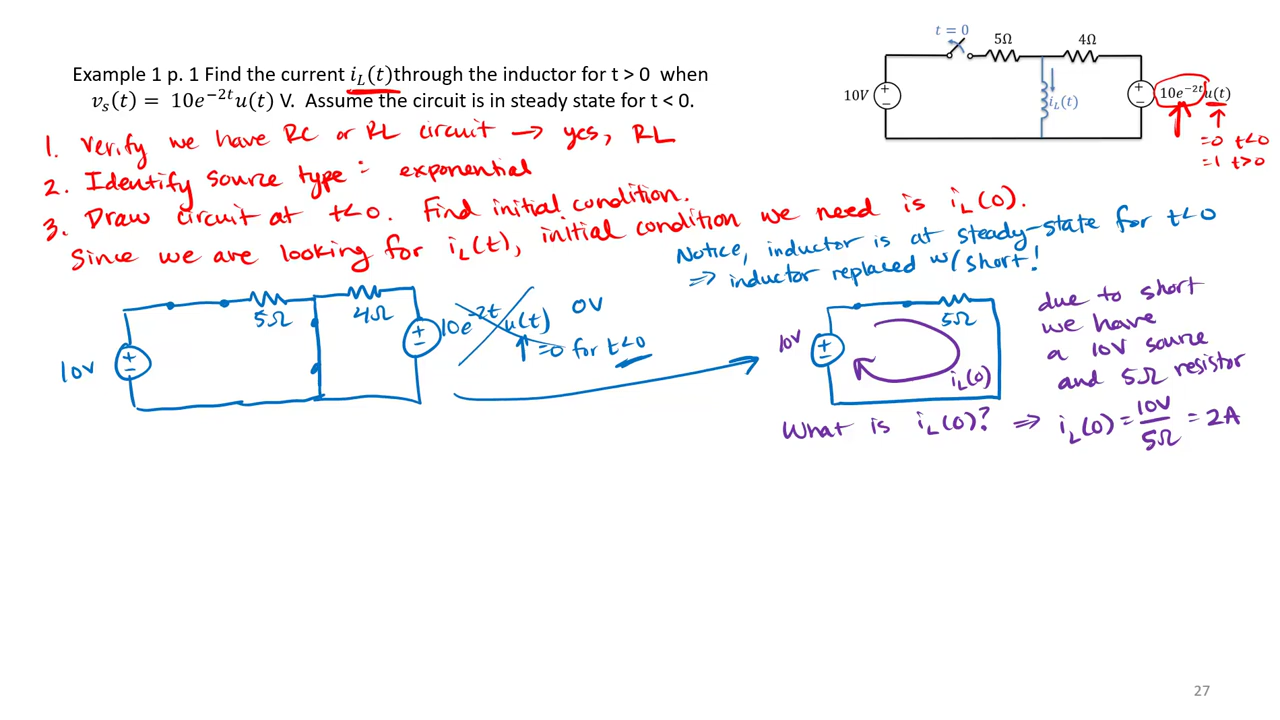 Example 1 p. 1 Find the current i_L(t)through the inductor for t > 0 when
v_s(t) = 10e^{-2t}u(t) V. Assume the circuit is in steady state for t < 0.
t = 0
5Ω
4Ω
10V
+
−
i_L(t)
+
−
10e^{-2t}u(t)
=0 t<0
=1 t>0
1. Verify we have RC or RL circuit → yes, RL
2. Identify source type: exponential
3. Draw circuit at t<0. Find initial condition.
Since we are looking for i_L(t), initial condition we need is i_L(0).
Notice, inductor is at steady-state for t<0
⇒ inductor replaced w/ short!
10V
+
−
5Ω
4Ω
+
−
10e^{-2t}u(t)
0V
=0 for t<0
10V
+
−
5Ω
i_L(0)
due to short
we have
a 10V source
and 5Ω resistor
What is i_L(0)? ⇒ i_L(0) = 10V/5Ω = 2A
27